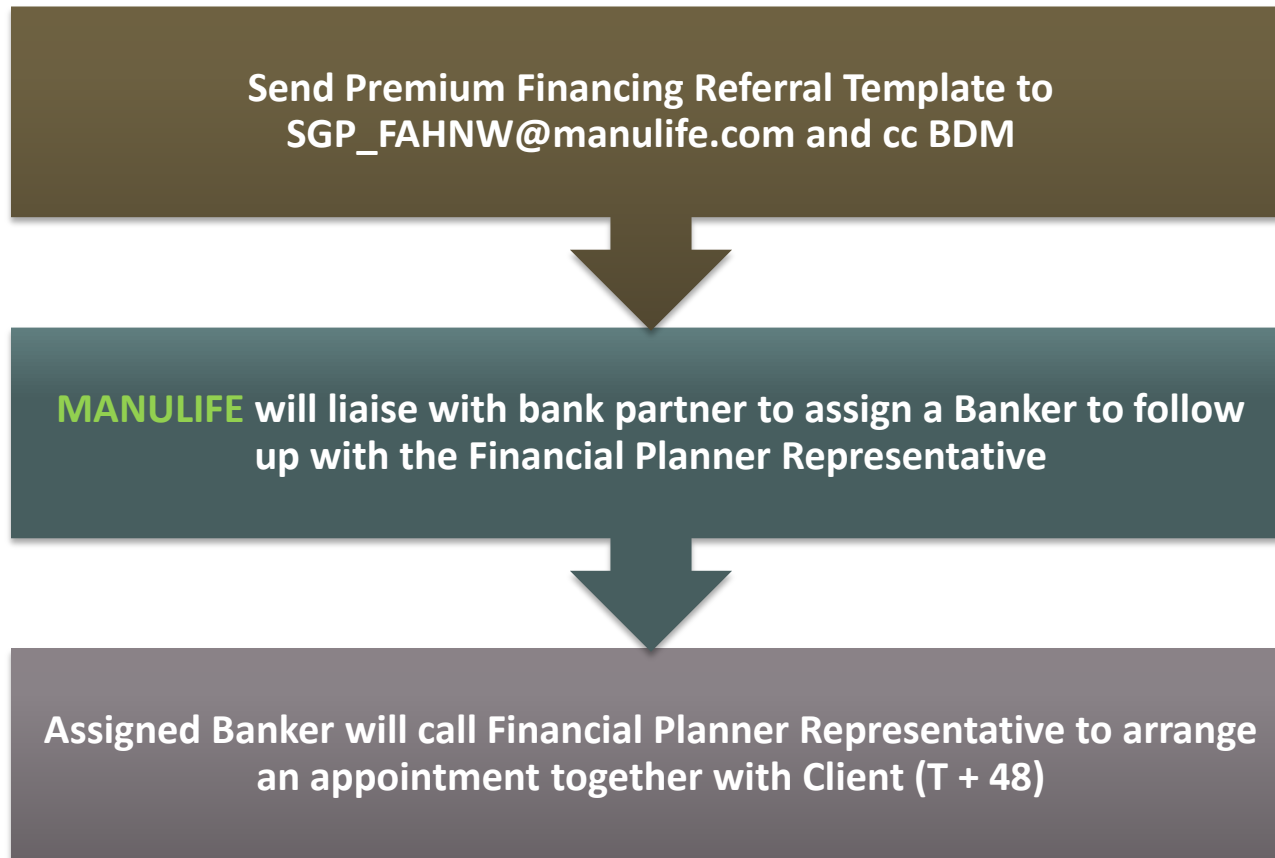 Send Premium Financing Referral Template to
SGP_FAHNW@manulife.com and cc BDM
MANULIFE will liaise with bank partner to assign a Banker to follow
up with the Financial Planner Representative
Assigned Banker will call Financial Planner Representative to arrange
an appointment together with Client (T + 48)